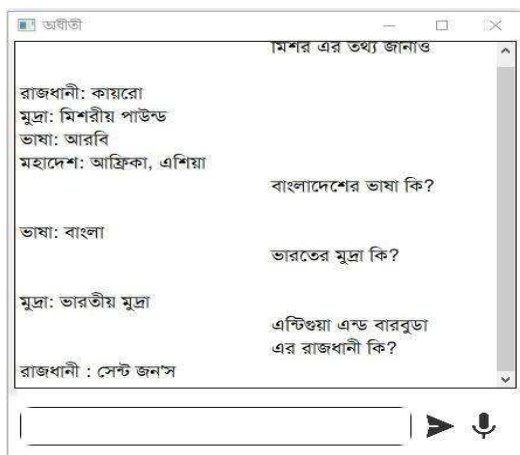 অধীতী
মিশর এর তথ্য জানাও
রাজধানী: কায়রো
মুদ্রা: মিশরীয় পাউন্ড
ভাষা: আরবি
মহাদেশ: আফ্রিকা, এশিয়া
বাংলাদেশের ভাষা কি?
ভাষা: বাংলা
ভারতের মুদ্রা কি?
মুদ্রা: ভারতীয় মুদ্রা
এন্টিগুয়া এন্ড বারবুডা
এর রাজধানী কি?
রাজধানী : সেন্ট জন'স